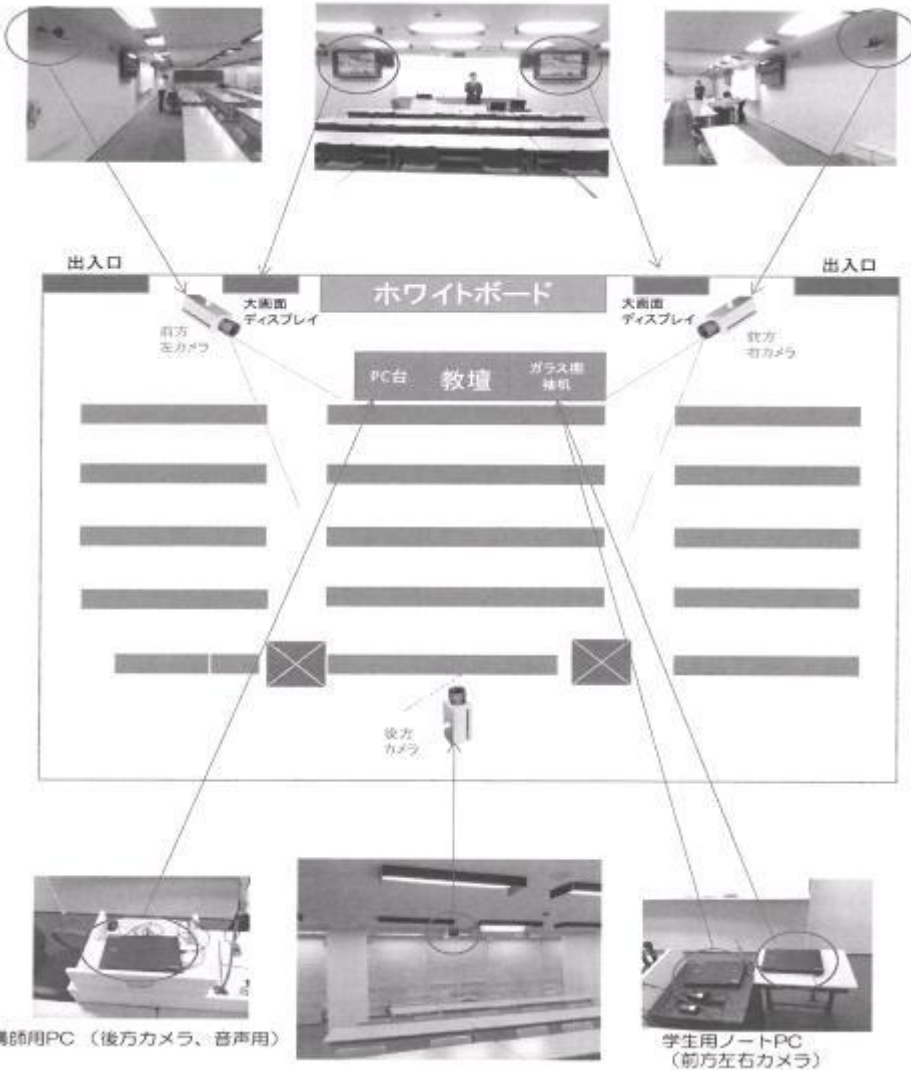 出入口
出入口
大画面
ディスプレイ
ホワイトボード
大画面
ディスプレイ
前方
左カメラ
前方
右カメラ
PC台
教壇
ガラス棚
袖机
後方
カメラ
講師用PC （後方カメラ、音声用）
学生用ノートPC
（前方左右カメラ）